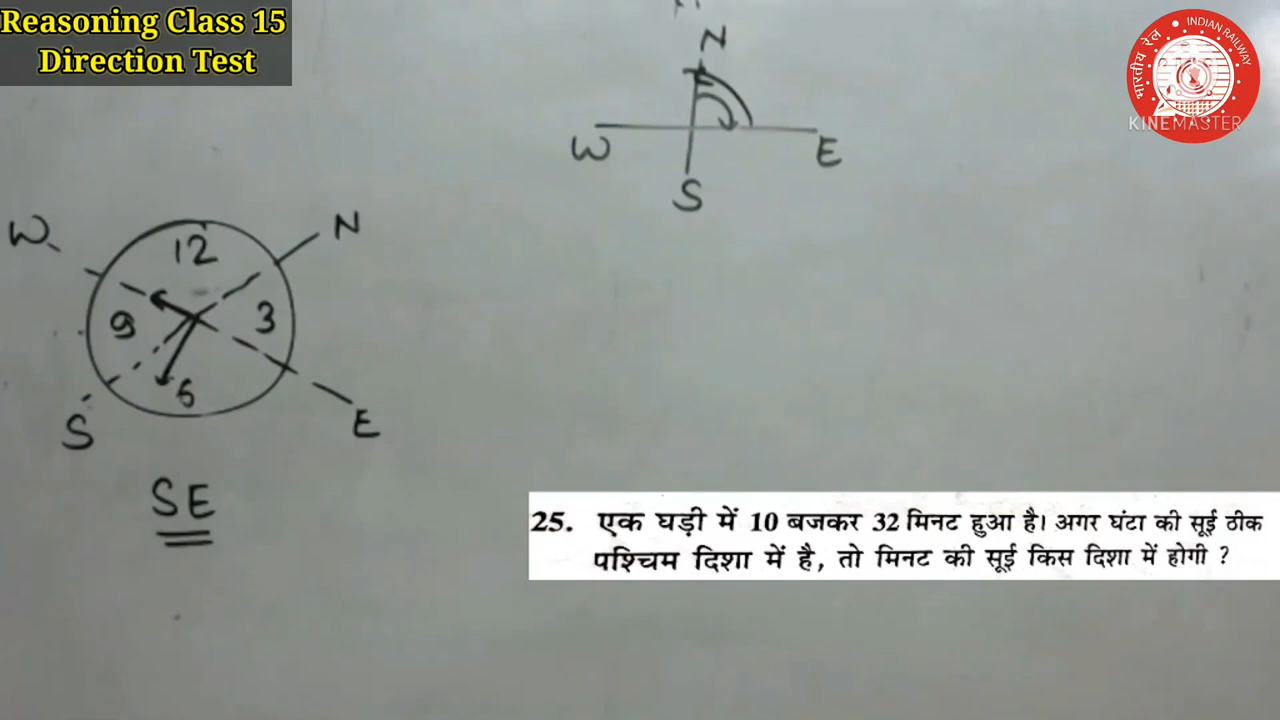 Reasoning Class 15
Direction Test
N
W
E
S
भारतीय रेल
INDIAN RAILWAY
KINEMASTER
W
N
12
9
3
6
S
E
SE
25. एक घड़ी में 10 बजकर 32 मिनट हुआ है। अगर घंटा की सूई ठीक
पश्चिम दिशा में है, तो मिनट की सूई किस दिशा में होगी ?